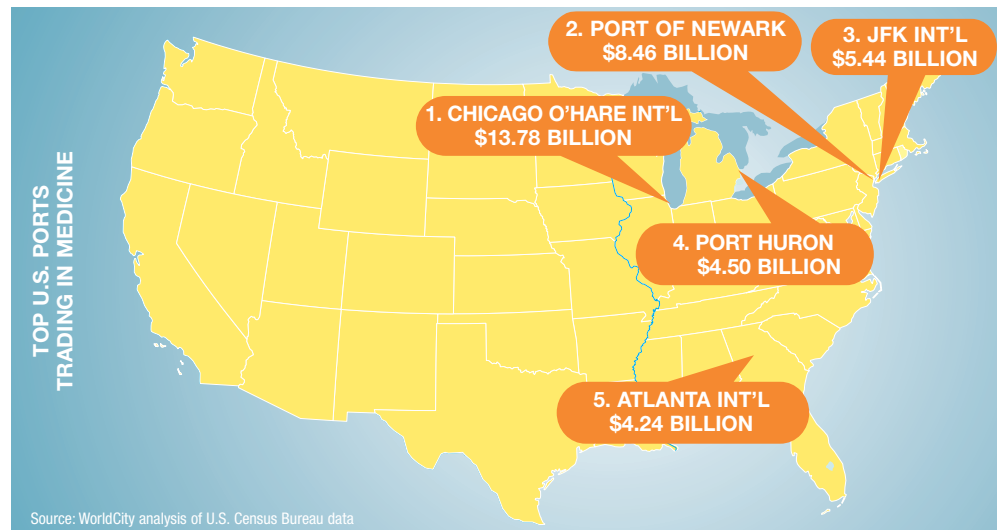 TOP U.S. PORTS
TRADING IN MEDICINE
1. CHICAGO O’HARE INT’L
$13.78 BILLION
2. PORT OF NEWARK
$8.46 BILLION
3. JFK INT’L
$5.44 BILLION
4. PORT HURON
$4.50 BILLION
5. ATLANTA INT’L
$4.24 BILLION
Source: WorldCity analysis of U.S. Census Bureau data